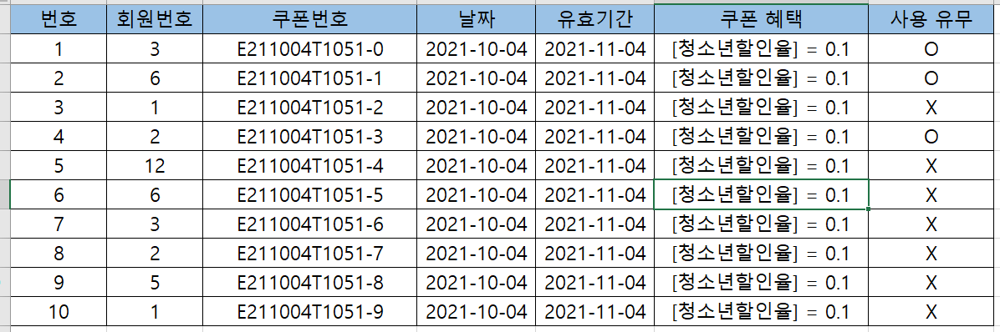 번호 회원번호 쿠폰번호 날짜 유효기간 쿠폰 혜택 사용 유무
1 3 E211004T1051-0 2021-10-04 2021-11-04 [청소년할인율] = 0.1 O
2 6 E211004T1051-1 2021-10-04 2021-11-04 [청소년할인율] = 0.1 O
3 1 E211004T1051-2 2021-10-04 2021-11-04 [청소년할인율] = 0.1 X
4 2 E211004T1051-3 2021-10-04 2021-11-04 [청소년할인율] = 0.1 O
5 12 E211004T1051-4 2021-10-04 2021-11-04 [청소년할인율] = 0.1 X
6 6 E211004T1051-5 2021-10-04 2021-11-04 [청소년할인율] = 0.1 X
7 3 E211004T1051-6 2021-10-04 2021-11-04 [청소년할인율] = 0.1 X
8 2 E211004T1051-7 2021-10-04 2021-11-04 [청소년할인율] = 0.1 X
9 5 E211004T1051-8 2021-10-04 2021-11-04 [청소년할인율] = 0.1 X
10 1 E211004T1051-9 2021-10-04 2021-11-04 [청소년할인율] = 0.1 X